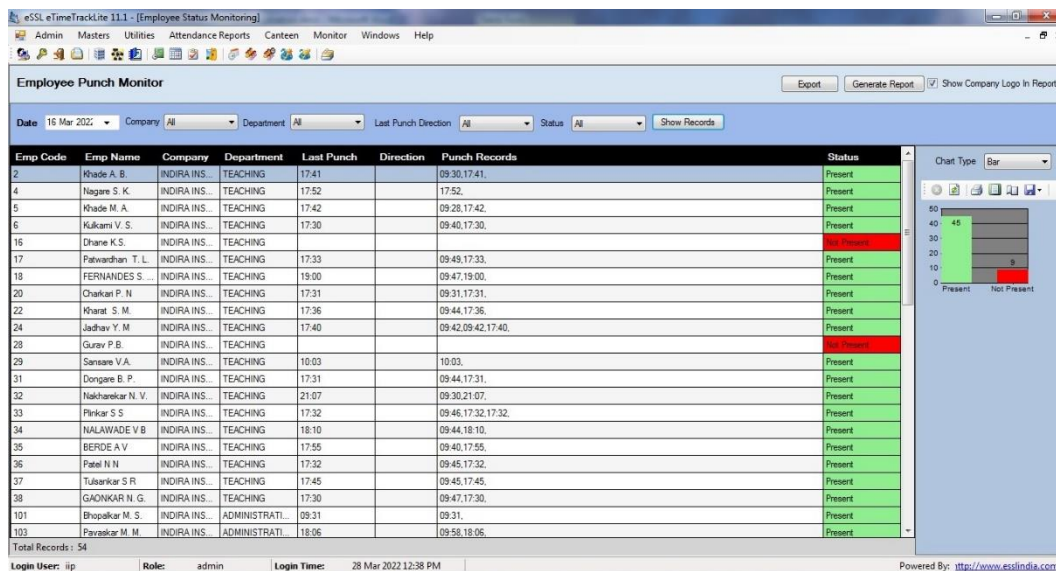 eSSL eTimeTrackLite 11.1 - [Employee Status Monitoring]
Admin Masters Utilities Attendance Reports Canteen Monitor Windows Help
Employee Punch Monitor Export Generate Report Show Company Logo In Report
Date 16 Mar 2022 Company All Department All Last Punch Direction All Status All Show Records
Emp Code Emp Name Company Department Last Punch Direction Punch Records Status
2 Khade A. B. INDIRA INS... TEACHING 17:41 09:30,17:41, Present
4 Nagare S. K. INDIRA INS... TEACHING 17:52 17:52, Present
5 Khade M. A. INDIRA INS... TEACHING 17:42 09:28,17:42, Present
6 Kulkarni V. S. INDIRA INS... TEACHING 17:30 09:40,17:30, Present
16 Dhane K.S. INDIRA INS... TEACHING Not Present
17 Patwardhan T. L. INDIRA INS... TEACHING 17:33 09:49,17:33, Present
18 FERNANDES S. ... INDIRA INS... TEACHING 19:00 09:47,19:00, Present
20 Charkari P. N INDIRA INS... TEACHING 17:31 09:31,17:31, Present
22 Kharat S. M. INDIRA INS... TEACHING 17:36 09:44,17:36, Present
24 Jadhav Y. M INDIRA INS... TEACHING 17:40 09:42,09:42,17:40, Present
28 Gurav P.B. INDIRA INS... TEACHING Not Present
29 Sansare V.A. INDIRA INS... TEACHING 10:03 10:03, Present
31 Dongare B. P. INDIRA INS... TEACHING 17:31 09:44,17:31, Present
32 Nakharekar N. V. INDIRA INS... TEACHING 21:07 09:30,21:07, Present
33 Plinkar S S INDIRA INS... TEACHING 17:32 09:46,17:32,17:32, Present
34 NALAWADE V B INDIRA INS... TEACHING 18:10 09:44,18:10, Present
35 BERDE A V INDIRA INS... TEACHING 17:55 09:40,17:55, Present
36 Patel N N INDIRA INS... TEACHING 17:32 09:45,17:32, Present
37 Tulsankar S R INDIRA INS... TEACHING 17:45 09:45,17:45, Present
38 GAONKAR N. G. INDIRA INS... TEACHING 17:30 09:47,17:30, Present
101 Bhopalkar M. S. INDIRA INS... ADMINISTRATI... 09:31 09:31, Present
103 Pavaskar M. M. INDIRA INS... ADMINISTRATI... 18:06 09:58,18:06, Present
Chart Type Bar
50
40
30
20
10
0
45
9
Present Not Present
Total Records : 54
Login User: iip Role: admin Login Time: 28 Mar 2022 12:38 PM Powered By: http://www.esslindia.com